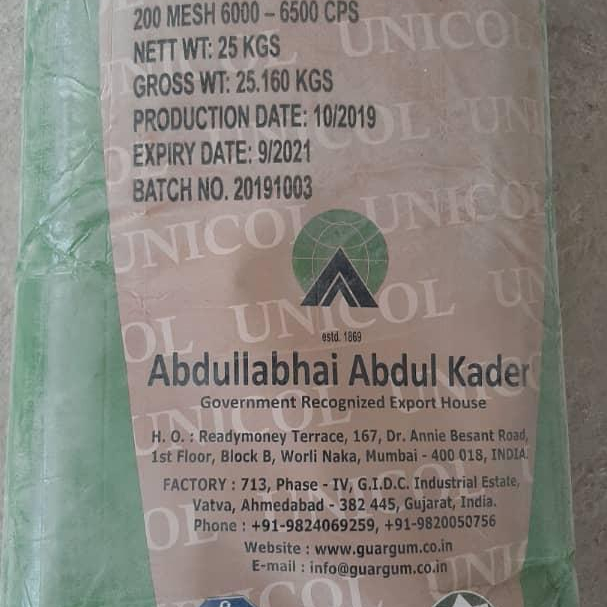 200 MESH 6000 – 6500 CPS
NETT WT: 25 KGS
GROSS WT: 25.160 KGS
PRODUCTION DATE: 10/2019
EXPIRY DATE: 9/2021
BATCH NO. 20191003
UNICOL
estd. 1869
Abdullabhai Abdul Kader
Government Recognized Export House
H. O. : Readymoney Terrace, 167, Dr. Annie Besant Road,
1st Floor, Block B, Worli Naka, Mumbai - 400 018, INDIA.
FACTORY : 713, Phase - IV, G.I.D.C. Industrial Estate,
Vatva, Ahmedabad - 382 445, Gujarat, India.
Phone : +91-9824069259, +91-9820050756
Website : www.guargum.co.in
E-mail : info@guargum.co.in